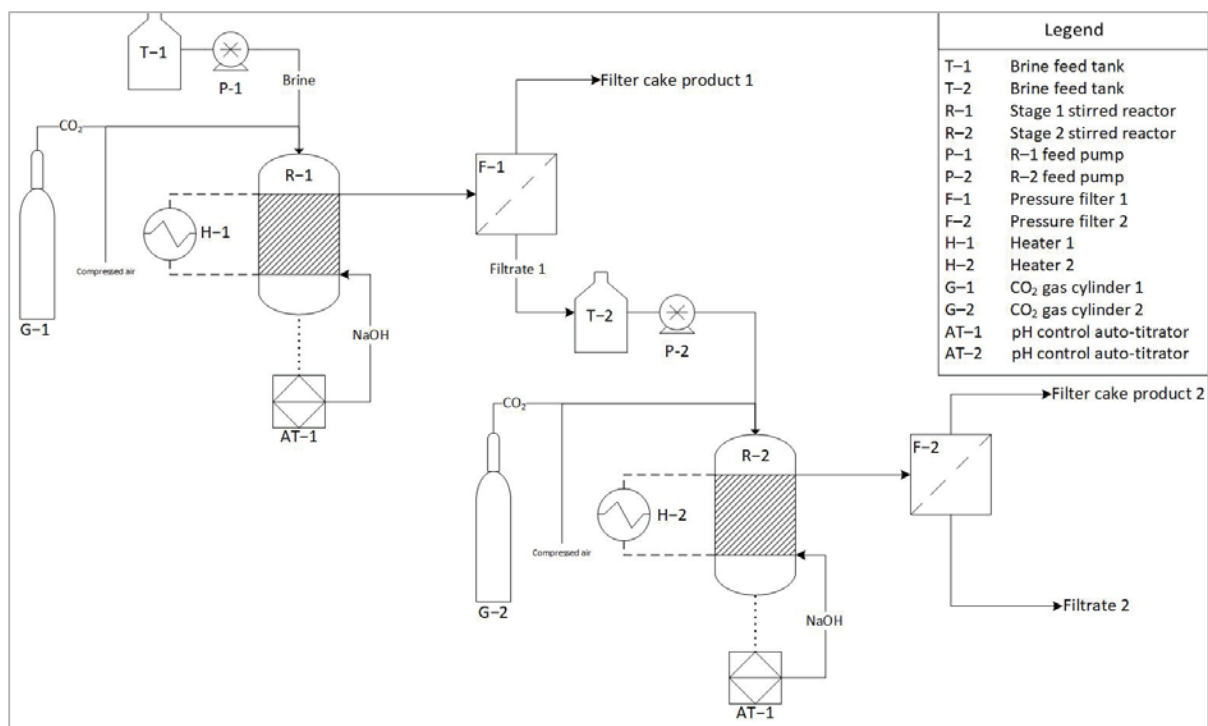 T–1
P-1
Brine
CO₂
Compressed air
G–1
R–1
H–1
NaOH
AT–1
F–1
Filter cake product 1
Filtrate 1
T–2
P-2
CO₂
Compressed air
G–2
R–2
H–2
NaOH
AT–1
F–2
Filter cake product 2
Filtrate 2
Legend
T–1 Brine feed tank
T–2 Brine feed tank
R–1 Stage 1 stirred reactor
R–2 Stage 2 stirred reactor
P–1 R–1 feed pump
P–2 R–2 feed pump
F–1 Pressure filter 1
F–2 Pressure filter 2
H–1 Heater 1
H–2 Heater 2
G–1 CO₂ gas cylinder 1
G–2 CO₂ gas cylinder 2
AT–1 pH control auto-titrator
AT–2 pH control auto-titrator